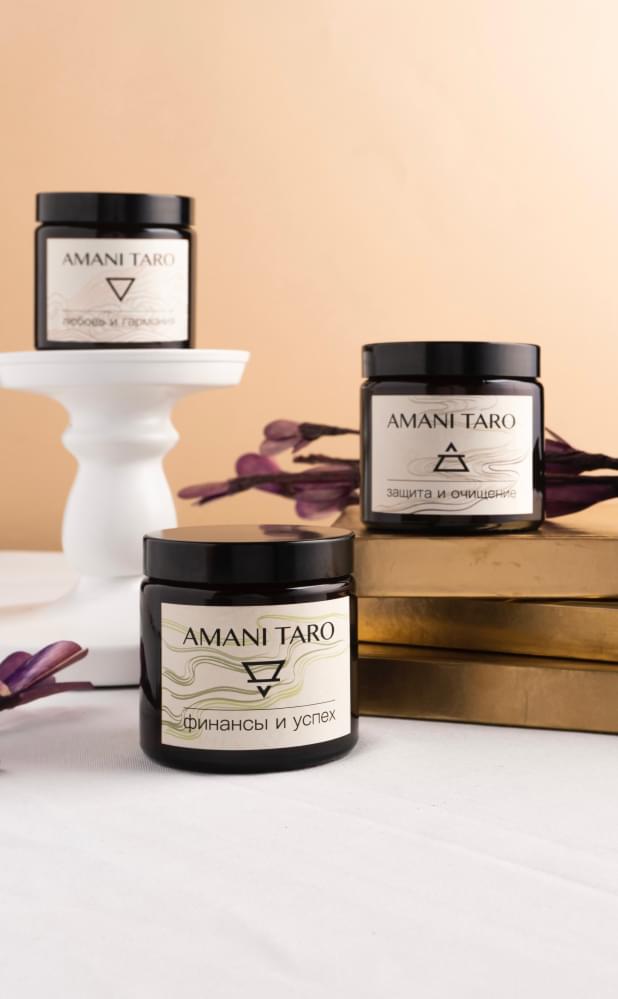 AMANI TARO
любовь и гармония
AMANI TARO
защита и очищение
AMANI TARO
финансы и успех